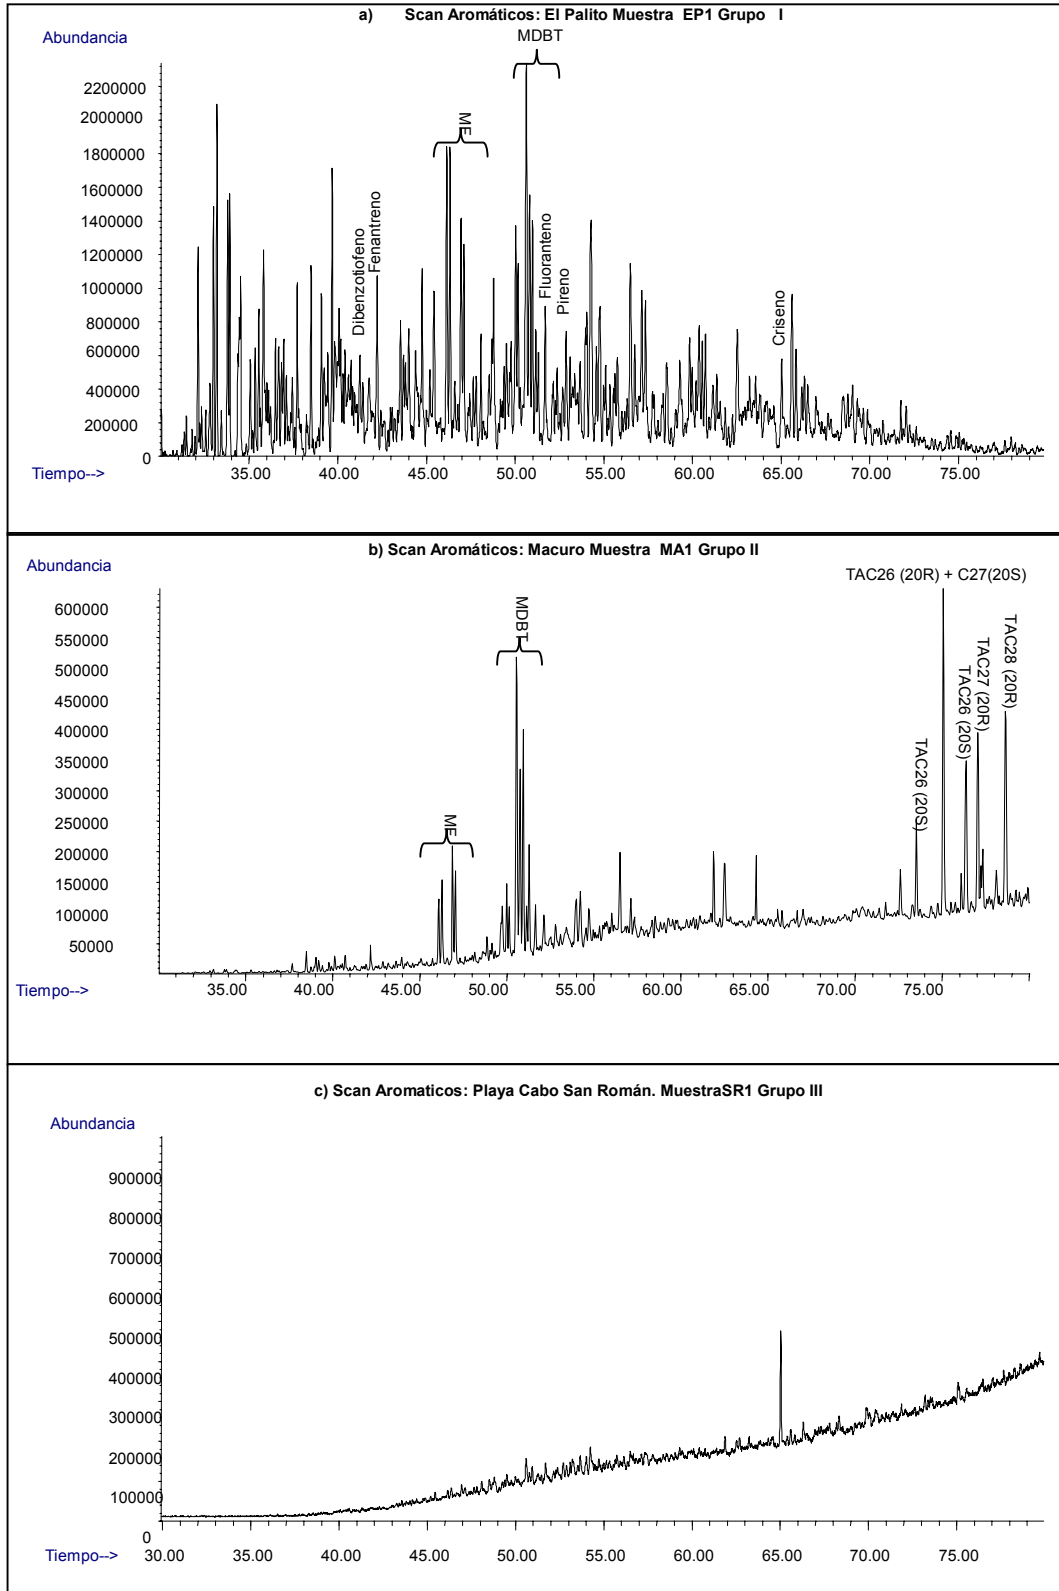 a) Scan Aromáticos: El Palito Muestra EP1 Grupo I
Abundancia
MDBT
2200000
2000000
1800000
1600000
1400000
1200000
1000000
800000
600000
400000
200000
0
ME
Dibenzotiofeno
Fenantreno
Fluoranteno
Pireno
Criseno
35.00 40.00 45.00 50.00 55.00 60.00 65.00 70.00 75.00
Tiempo-->
b) Scan Aromáticos: Macuro Muestra MA1 Grupo II
Abundancia
TAC26 (20R) + C27(20S)
600000
550000
500000
450000
400000
350000
300000
250000
200000
150000
100000
50000
ME
MDBT
TAC26 (20S)
TAC26 (20S)
TAC27 (20R)
TAC28 (20R)
35.00 40.00 45.00 50.00 55.00 60.00 65.00 70.00 75.00
Tiempo-->
c) Scan Aromaticos: Playa Cabo San Román. MuestraSR1 Grupo III
Abundancia
900000
800000
700000
600000
500000
400000
300000
200000
100000
0
Tiempo--> 30.00 35.00 40.00 45.00 50.00 55.00 60.00 65.00 70.00 75.00